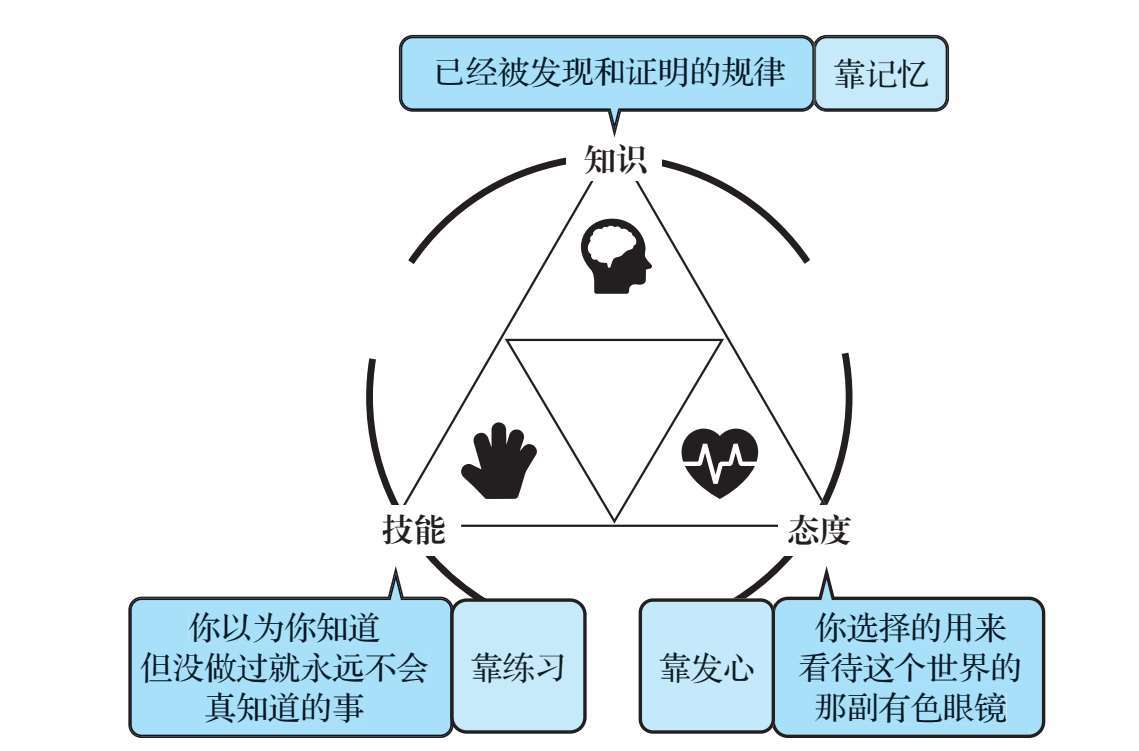 已经被发现和证明的规律
靠记忆
知识
技能
态度
你以为你知道
但没做过就永远不会
真知道的事
靠练习
靠发心
你选择的用来
看待这个世界的
那副有色眼镜